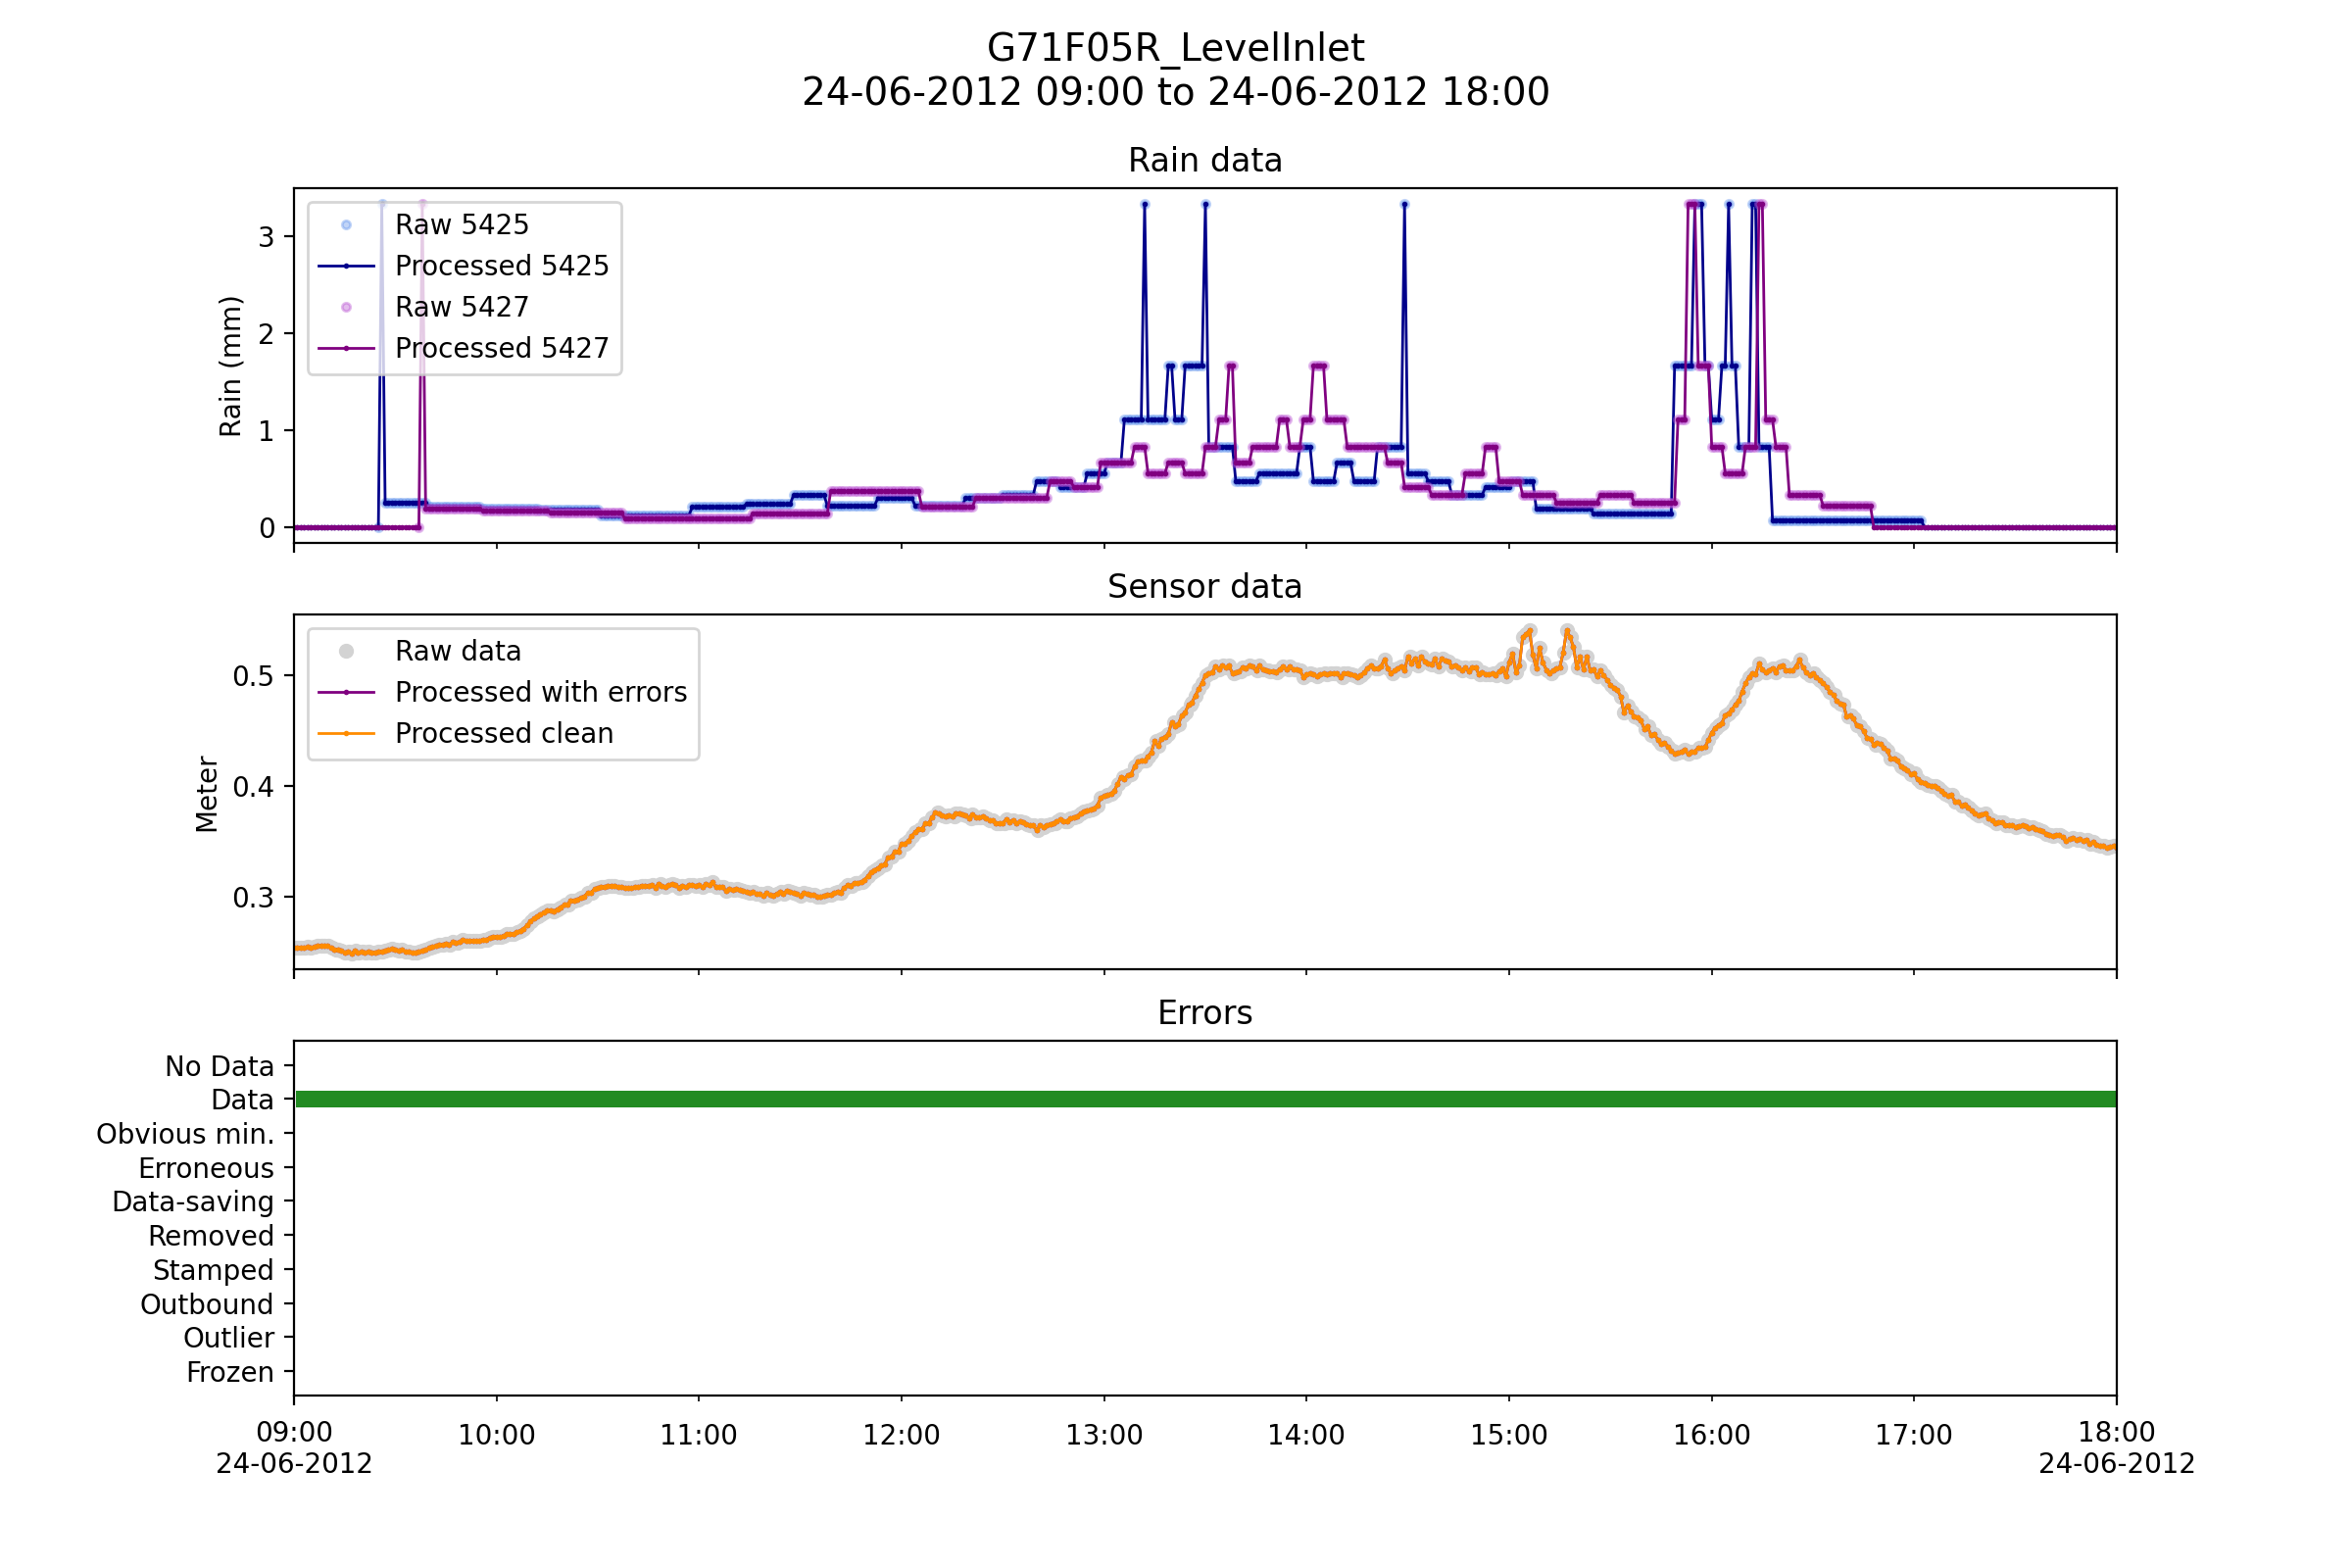 G71F05R_LevelInlet
24-06-2012 09:00 to 24-06-2012 18:00
Rain data
Rain (mm)
3
2
1
0
Raw 5425
Processed 5425
Raw 5427
Processed 5427
Sensor data
Meter
0.5
0.4
0.3
Raw data
Processed with errors
Processed clean
Errors
No Data
Data
Obvious min.
Erroneous
Data-saving
Removed
Stamped
Outbound
Outlier
Frozen
09:00 10:00 11:00 12:00 13:00 14:00 15:00 16:00 17:00 18:00
24-06-2012 24-06-2012